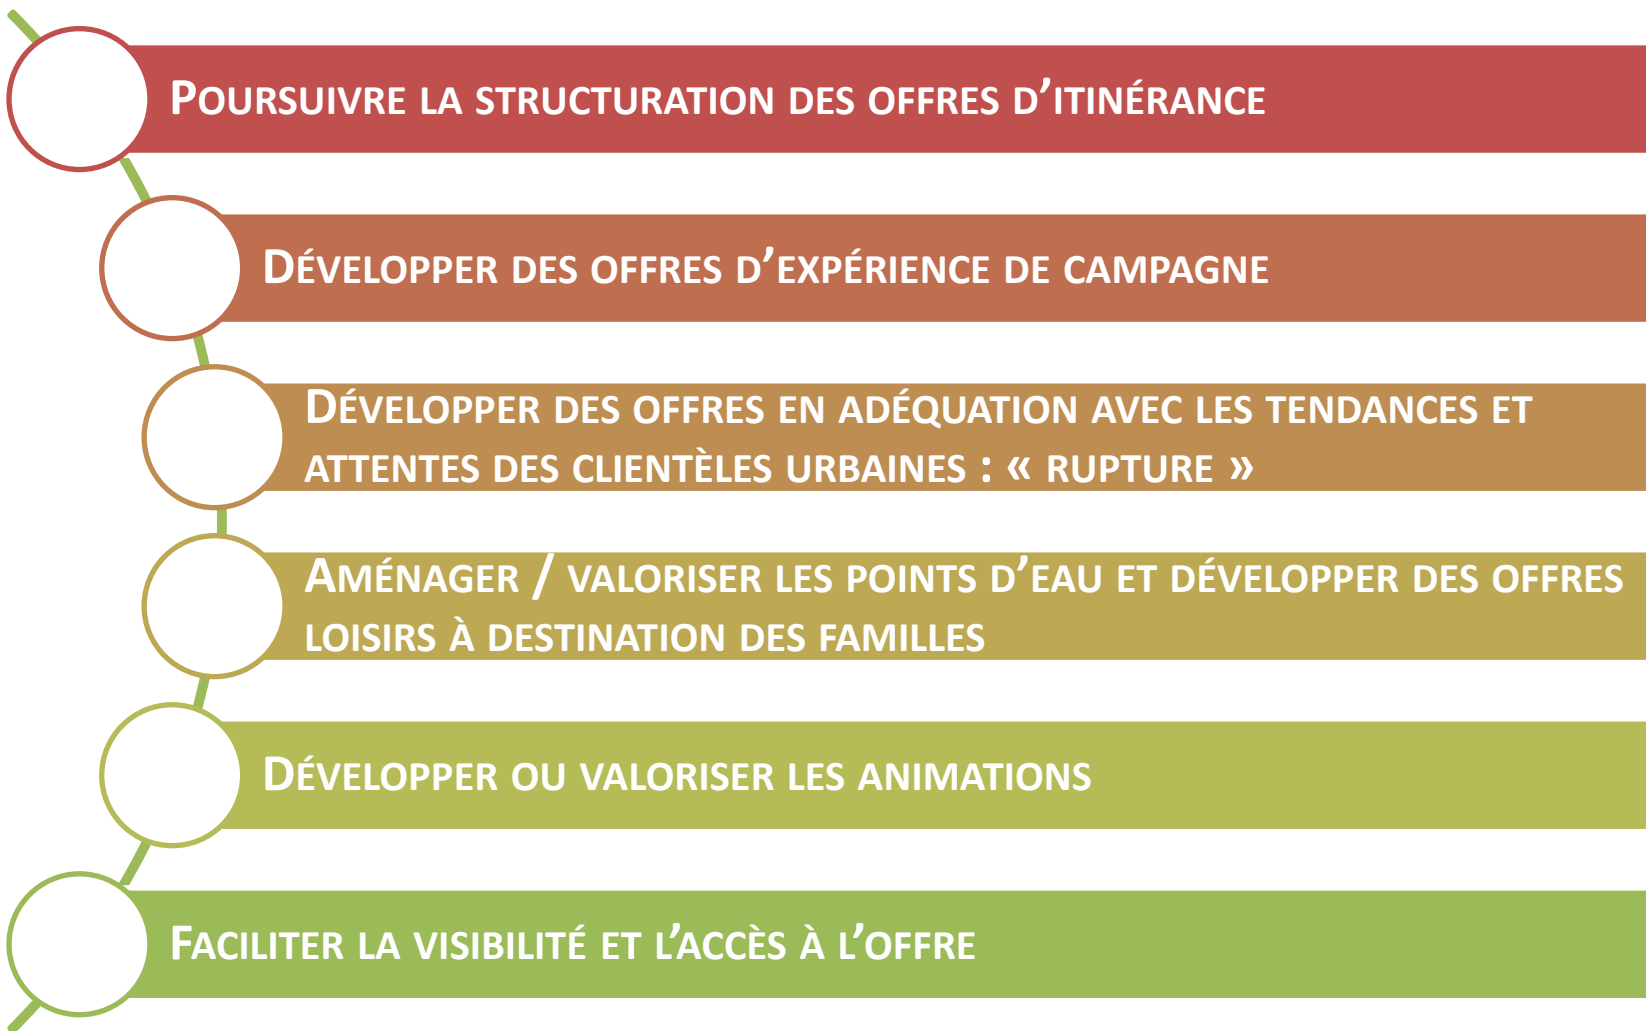 Poursuivre la structuration des offres d’itinérance
Développer des offres d’expérience de campagne
Développer des offres en adéquation avec les tendances et
attentes des clientèles urbaines : « rupture »
Aménager / valoriser les points d’eau et développer des offres
loisirs à destination des familles
Développer ou valoriser les animations
Faciliter la visibilité et l’accès à l’offre